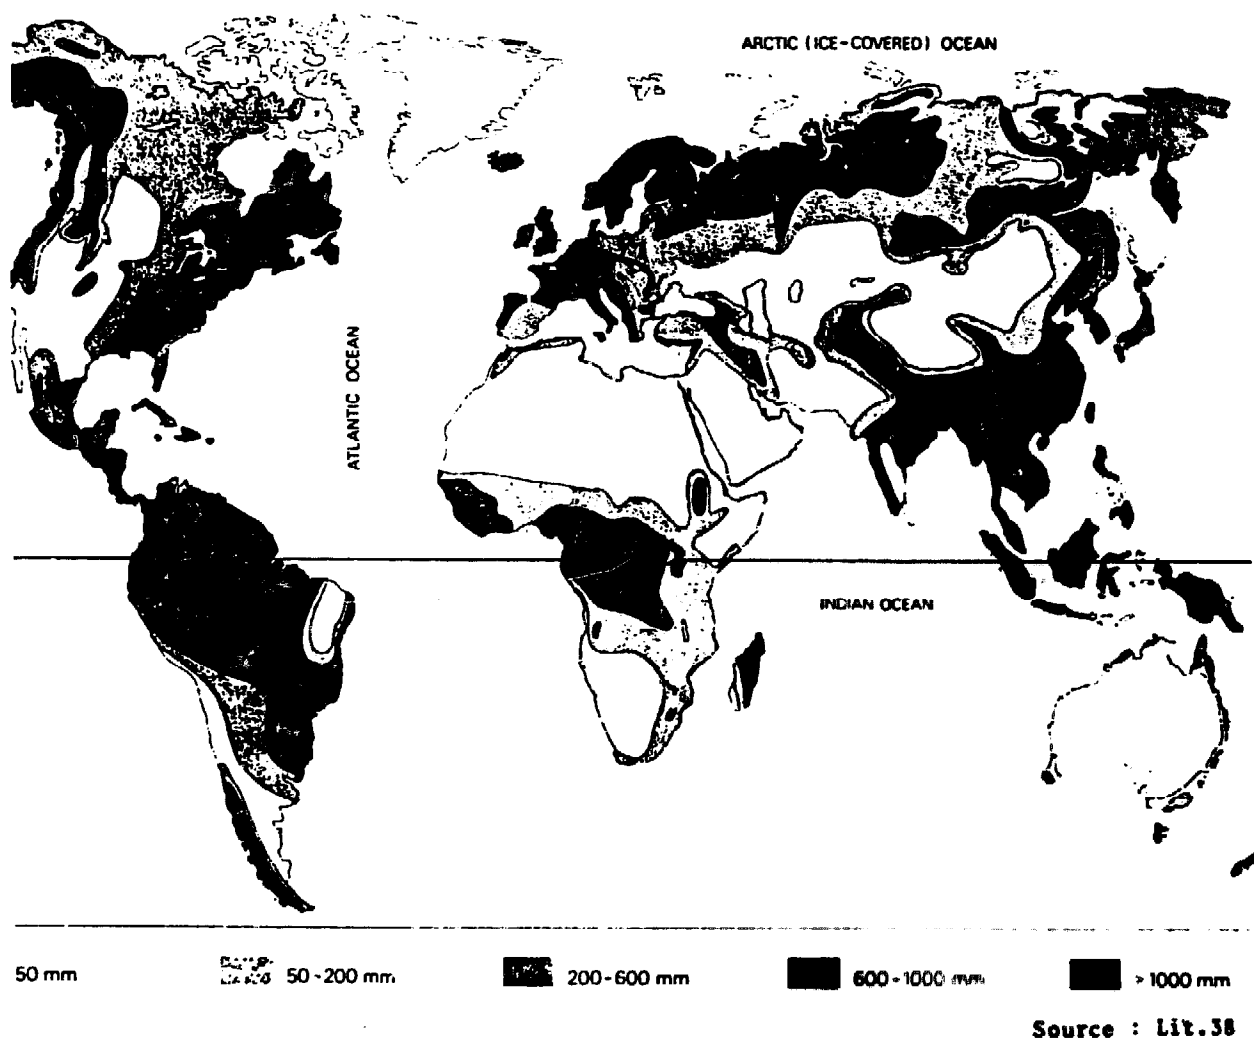 ARCTIC (ICE-COVERED) OCEAN
ATLANTIC OCEAN
INDIAN OCEAN
50 mm
50-200 mm
200-600 mm
600-1000 mm
> 1000 mm
Source : Lit.38